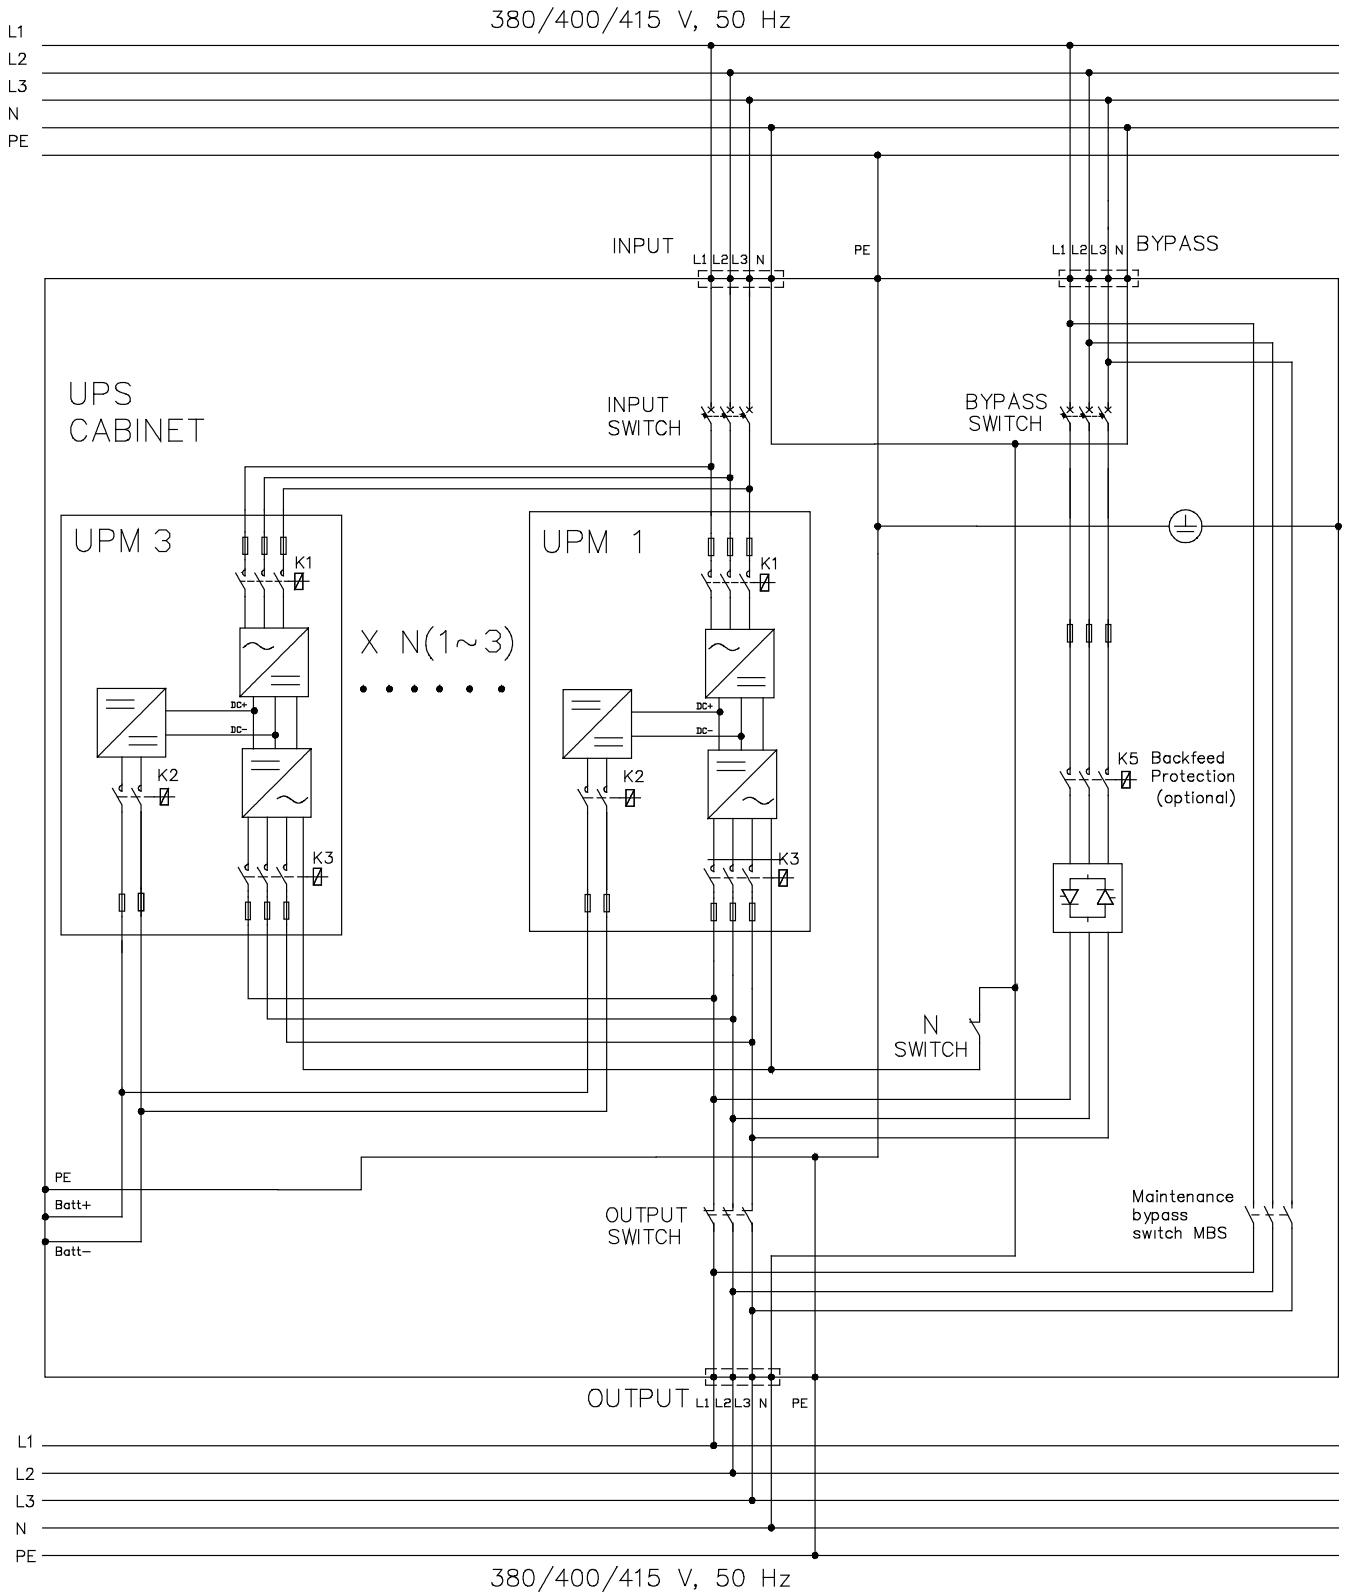 380/400/415 V, 50 Hz
L1
L2
L3
N
PE
INPUT
PE
BYPASS
L1 L2 L3 N
L1 L2 L3 N
UPS
CABINET
INPUT
SWITCH
BYPASS
SWITCH
UPM 3
UPM 1
K1
K1
X N(1~3)
DC+
DC-
DC+
DC-
K2
K2
K5 Backfeed
Protection
(optional)
K3
K3
N
SWITCH
PE
Batt+
Batt-
OUTPUT
SWITCH
Maintenance
bypass
switch MBS
OUTPUT L1 L2 L3 N PE
L1
L2
L3
N
PE
380/400/415 V, 50 Hz